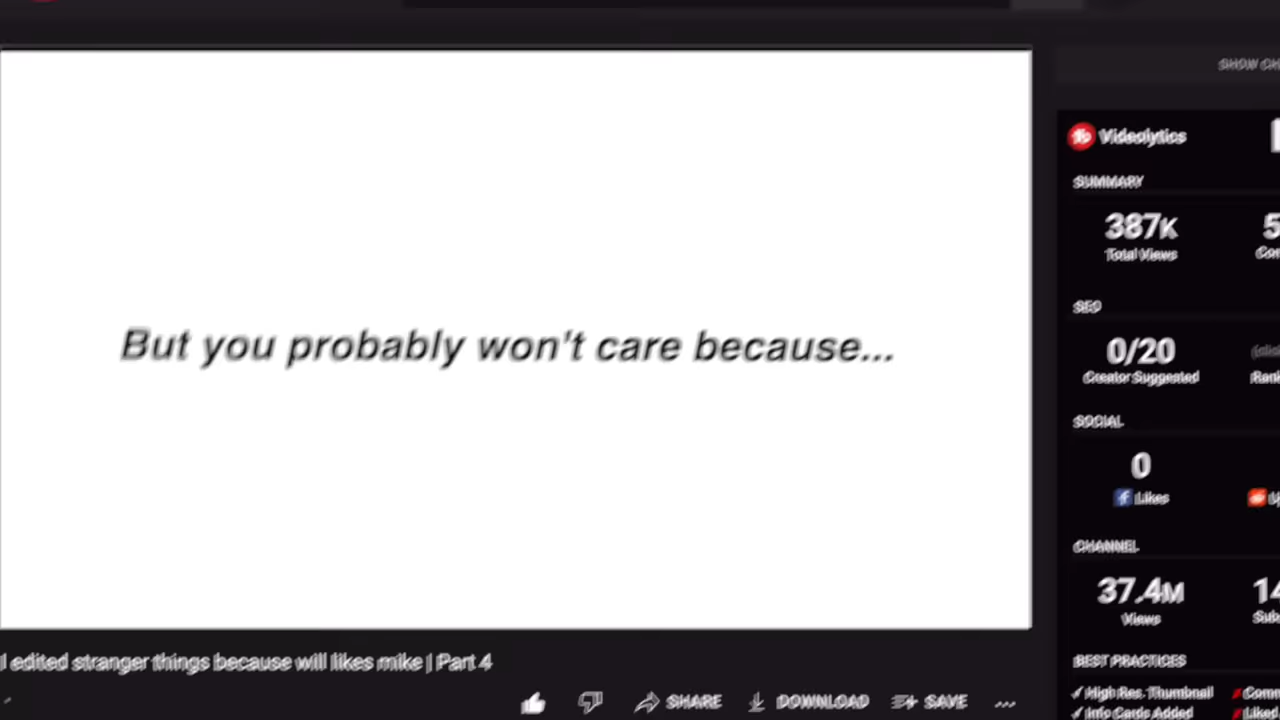 SHOW
Videolytics
SUMMARY
387K
Total Views
But you probably won't care because...
SEO
0/20
Creator Suggested
SOCIAL
0
Likes
CHANNEL
37.4M
Views
I edited stranger things because will likes mike | Part 4
BEST PRACTICES
SHARE DOWNLOAD SAVE ...
High Res. Thumbnail
Info Cards Added Liked